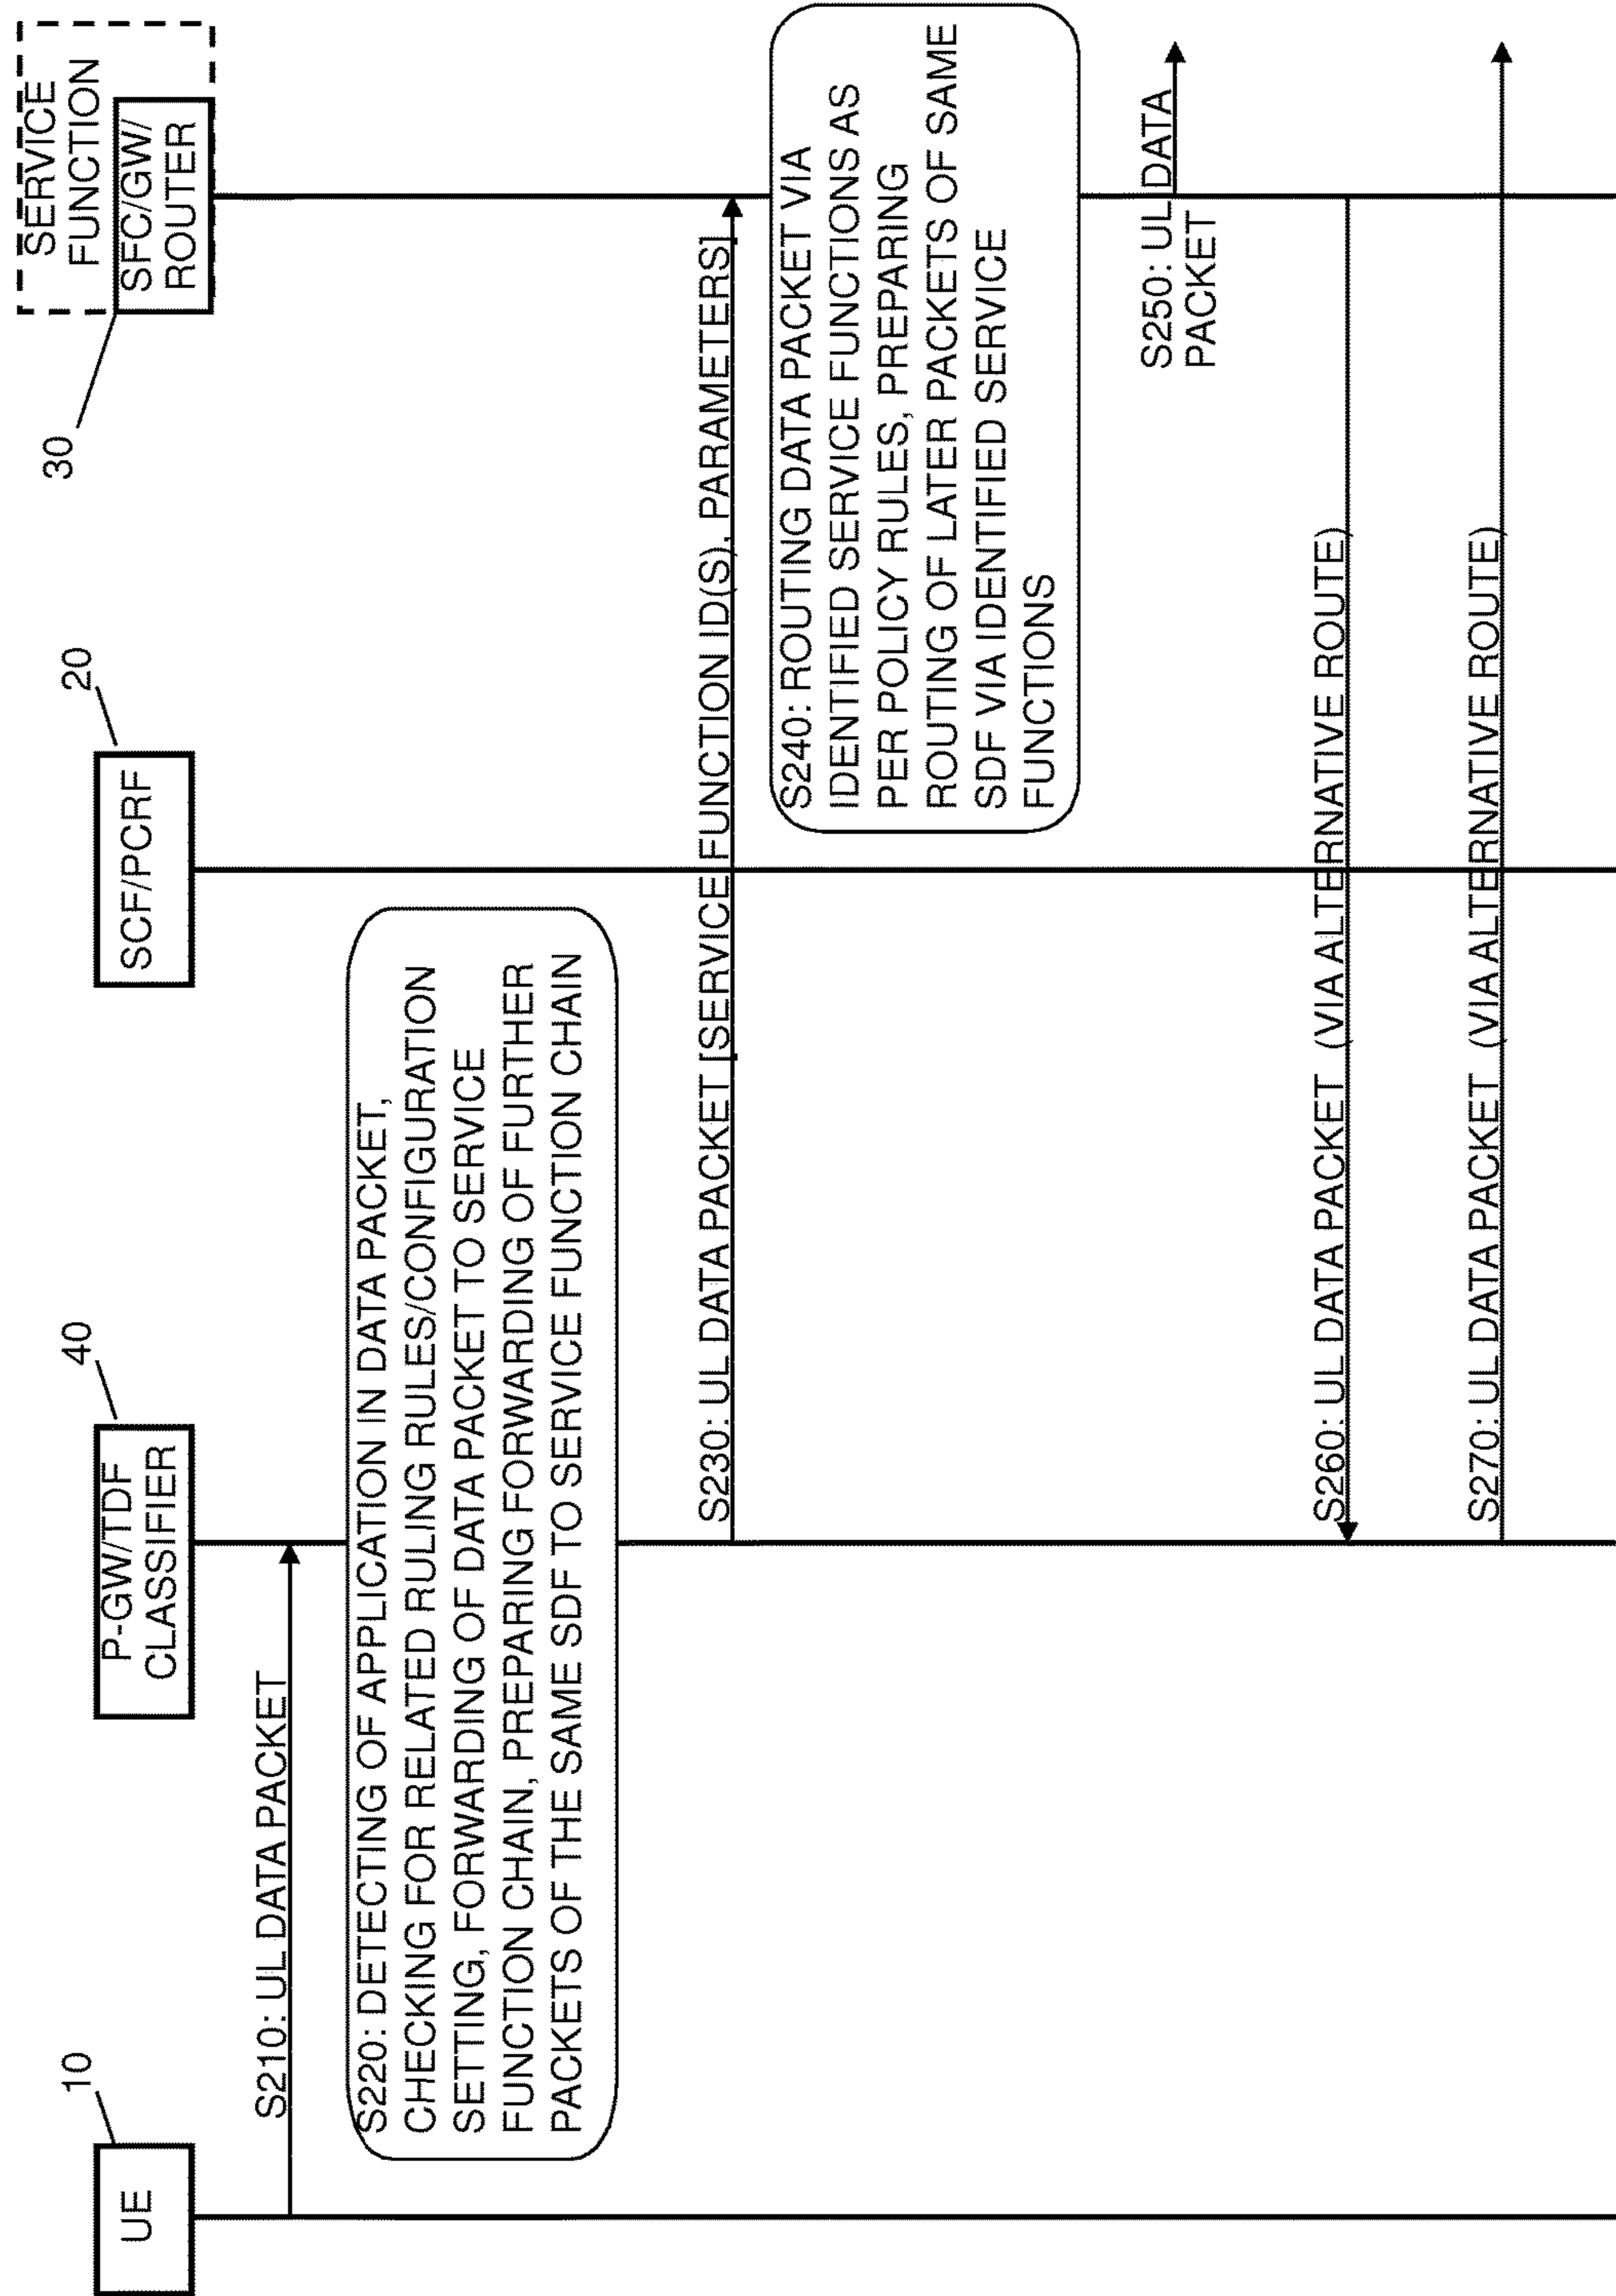 10
UE
40
P-GW/TDF
CLASSIFIER
20
SCF/PCRF
30
SERVICE
FUNCTION
SFC/GW/
ROUTER
S210: UL DATA PACKET
S220: DETECTING OF APPLICATION IN DATA PACKET,
CHECKING FOR RELATED RULING RULES/CONFIGURATION
SETTING, FORWARDING OF DATA PACKET TO SERVICE
FUNCTION CHAIN, PREPARING FORWARDING OF FURTHER
PACKETS OF THE SAME SDF TO SERVICE FUNCTION CHAIN
S230: UL DATA PACKET [SERVICE FUNCTION ID(S), PARAMETERS]
S240: ROUTING DATA PACKET VIA
IDENTIFIED SERVICE FUNCTIONS AS
PER POLICY RULES, PREPARING
ROUTING OF LATER PACKETS OF SAME
SDF VIA IDENTIFIED SERVICE
FUNCTIONS
S250: UL DATA
PACKET
S260: UL DATA PACKET (VIA ALTERNATIVE ROUTE)
S270: UL DATA PACKET (VIA ALTERNATIVE ROUTE)